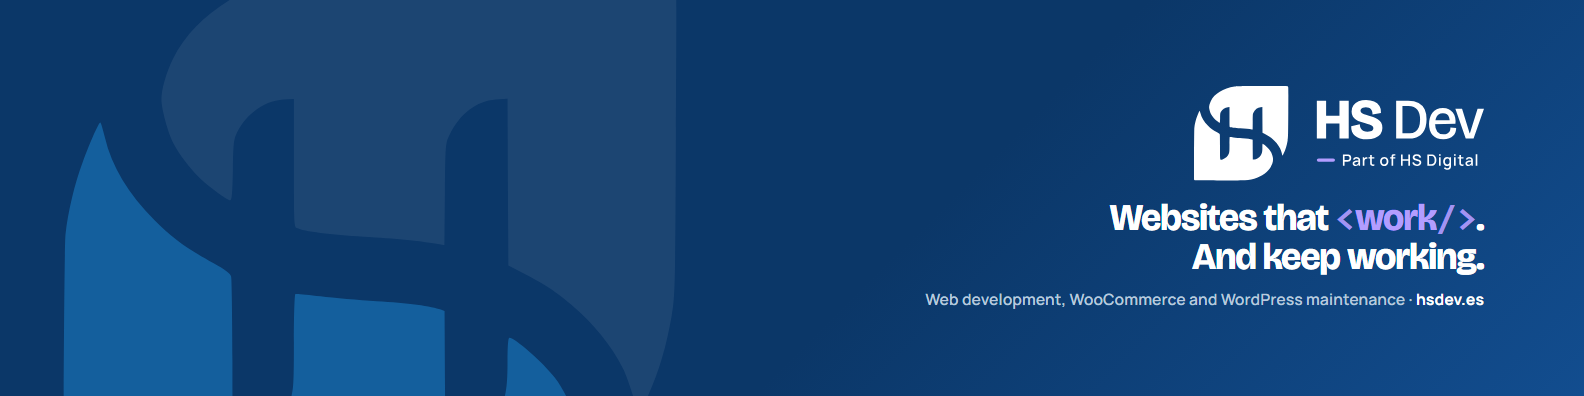 HS Dev
Part of HS Digital
Websites that <work/>.
And keep working.
Web development, WooCommerce and WordPress maintenance · hsdev.es